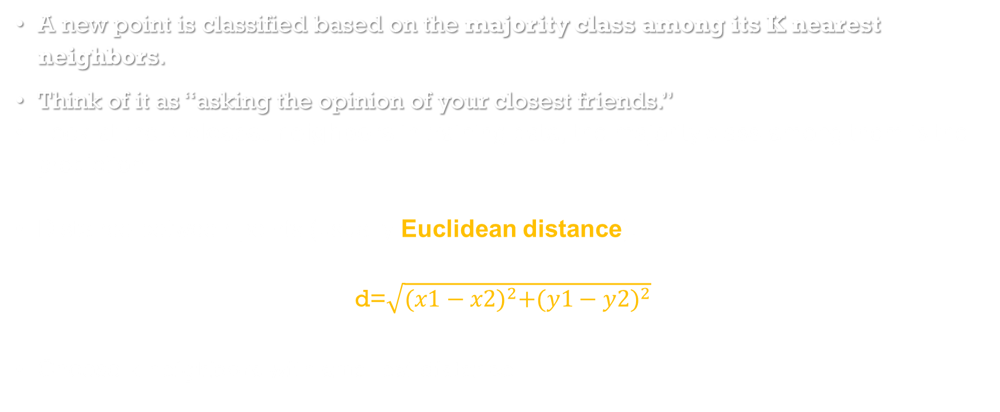 • A new point is classified based on the majority class among its K nearest
neighbors.
• Think of it as “asking the opinion of your closest friends.”
Euclidean distance
d=√(x1 − x2)²+(y1 − y2)²